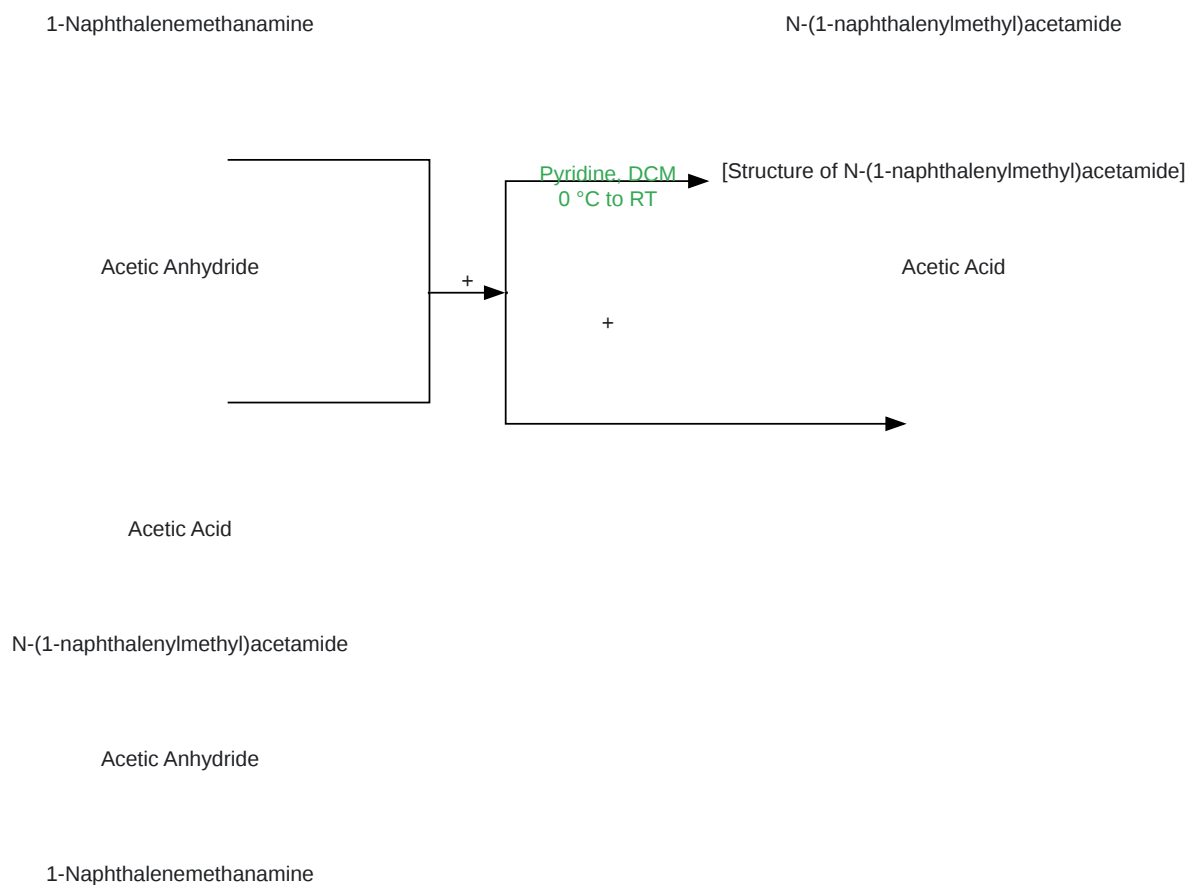 1-Naphthalenemethanamine
N-(1-naphthalenylmethyl)acetamide
Pyridine, DCM
0 °C to RT
[Structure of N-(1-naphthalenylmethyl)acetamide]
Acetic Anhydride
+
Acetic Acid
+
Acetic Acid
N-(1-naphthalenylmethyl)acetamide
Acetic Anhydride
1-Naphthalenemethanamine